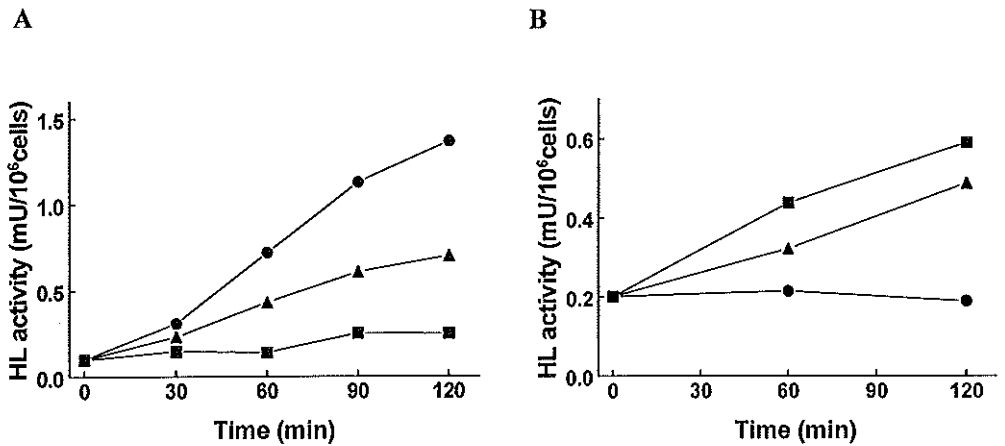 A
HL activity (mU/10⁶cells)
1.5
1.0
0.5
0.0
0 30 60 90 120
Time (min)
B
HL activity (mU/10⁶cells)
0.6
0.4
0.2
0.0
0 30 60 90 120
Time (min)